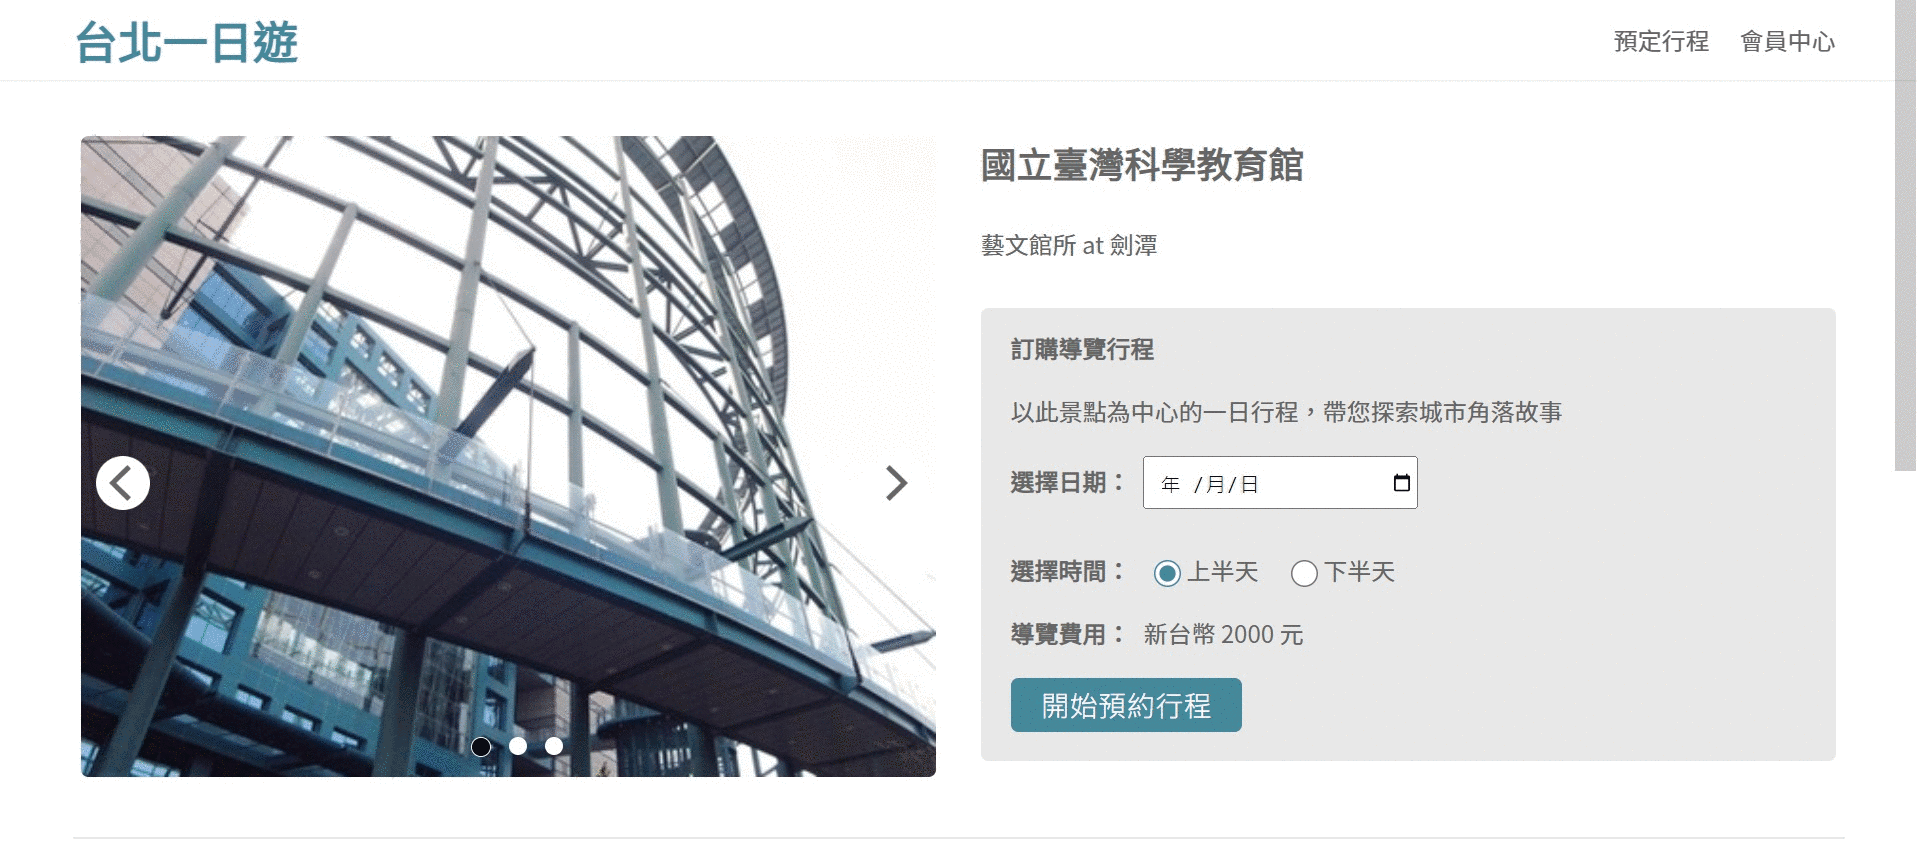 台北一日遊
預定行程 會員中心
國立臺灣科學教育館
藝文館所 at 劍潭
訂購導覽行程
以此景點為中心的一日行程，帶您探索城市角落故事
選擇日期： 年 /月/日
選擇時間： 上半天 下半天
導覽費用： 新台幣 2000 元
開始預約行程